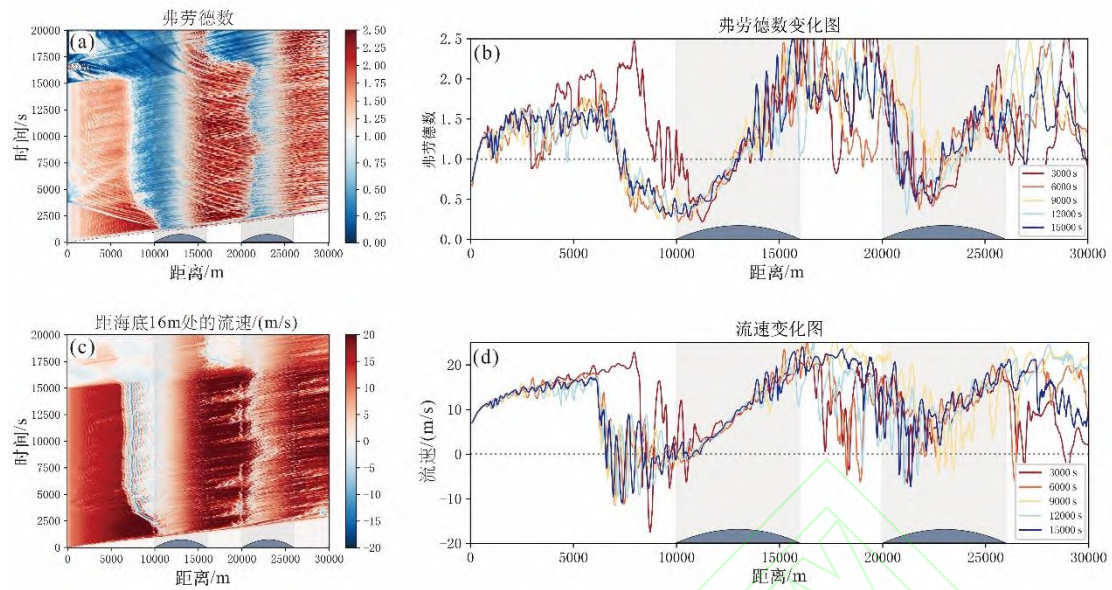 弗劳德数
(a)
时间/s
20000
17500
15000
12500
10000
7500
5000
2500
0
0 5000 10000 15000 20000 25000 30000
距离/m
2.50
2.25
2.00
1.75
1.50
1.25
1.00
0.75
0.50
0.25
0.00
弗劳德数变化图
(b)
弗劳德数
2.5
2.0
1.5
1.0
0.5
0.0
0 5000 10000 15000 20000 25000 30000
距离/m
3000 s
6000 s
9000 s
12000 s
15000 s
距海底16m处的流速/(m/s)
(c)
时间/s
20000
17500
15000
12500
10000
7500
5000
2500
0
0 5000 10000 15000 20000 25000 30000
距离/m
20
15
10
5
0
-5
-10
-15
-20
流速变化图
(d)
流速/(m/s)
20
10
0
-10
-20
0 5000 10000 15000 20000 25000 30000
距离/m
3000 s
6000 s
9000 s
12000 s
15000 s